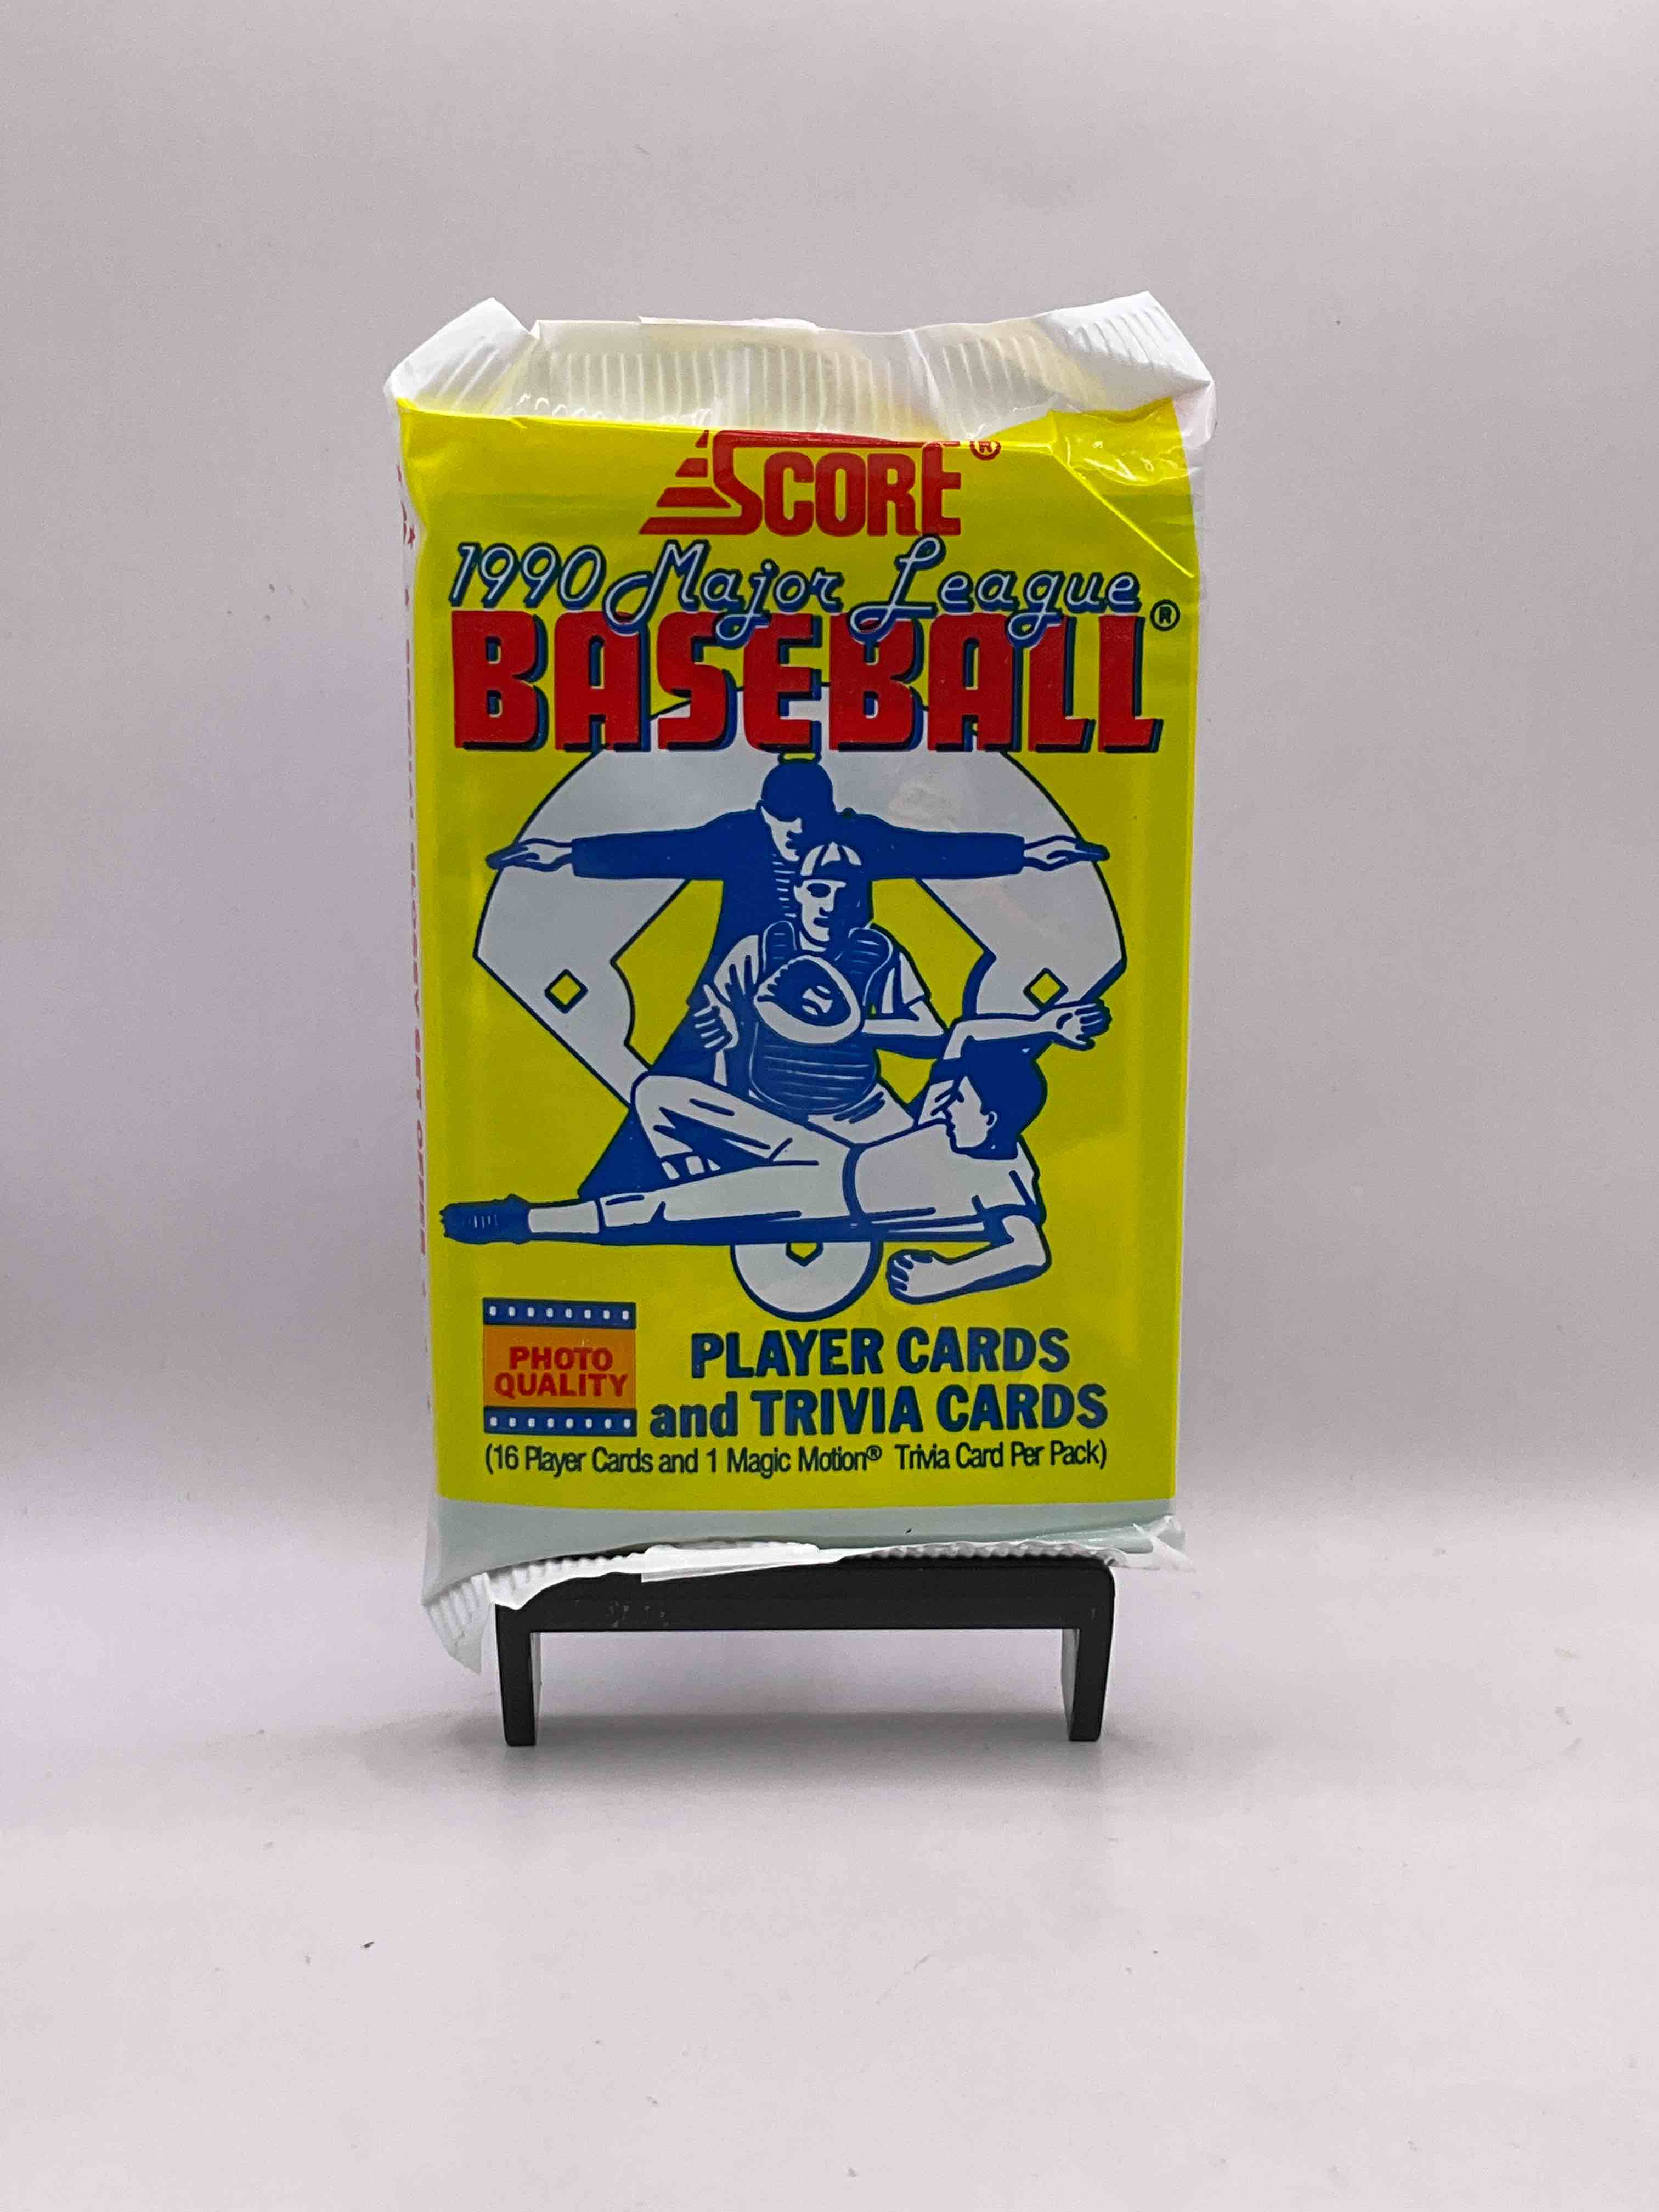 SCORE®
1990 Major League
BASEBALL®
PHOTO
QUALITY
PLAYER CARDS
and TRIVIA CARDS
(16 Player Cards and 1 Magic Motion® Trivia Card Per Pack)